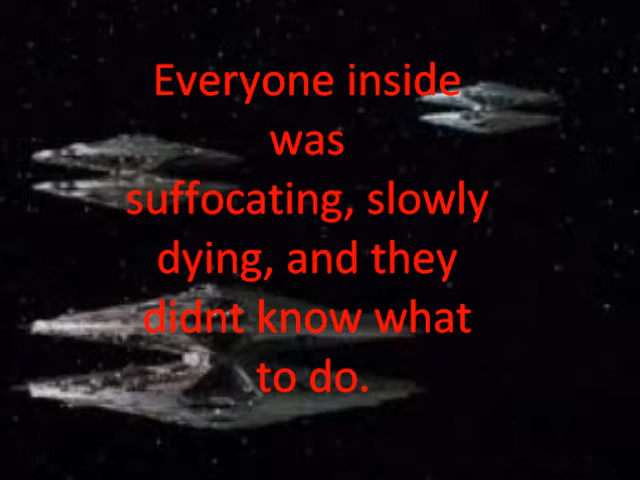 Everyone inside
was
suffocating, slowly
dying, and they
didnt know what
to do.